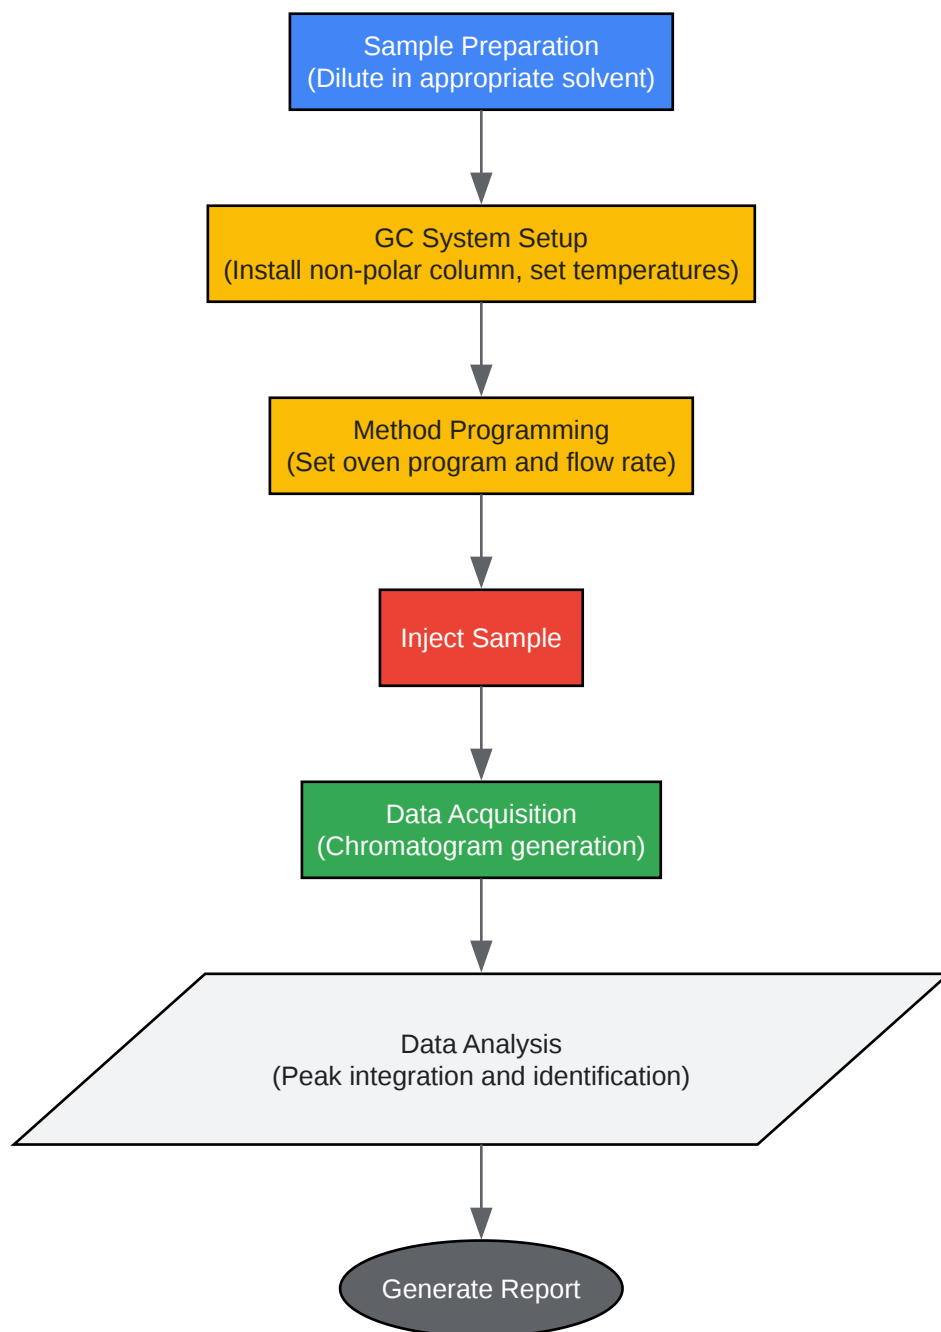 Sample Preparation
(Dilute in appropriate solvent)
GC System Setup
(Install non-polar column, set temperatures)
Method Programming
(Set oven program and flow rate)
Inject Sample
Data Acquisition
(Chromatogram generation)
Data Analysis
(Peak integration and identification)
Generate Report